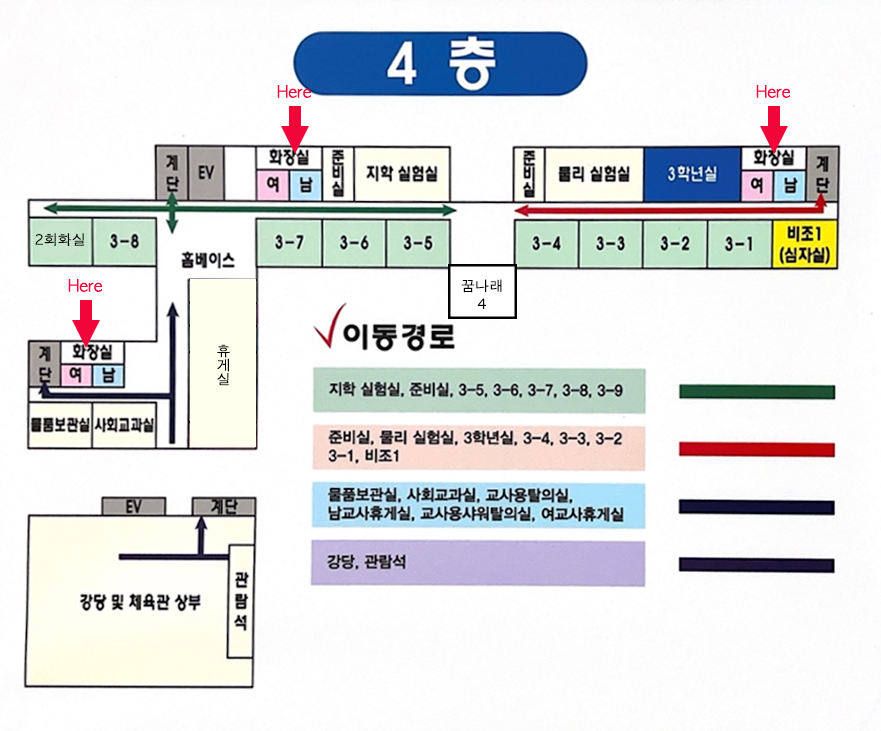 4 층
Here
Here
계단
EV
화장실
여
남
준비실
지학 실험실
준비실
물리 실험실
3학년실
화장실
여
남
계단
2회화실
3-8
홈베이스
3-7
3-6
3-5
3-4
3-3
3-2
3-1
비조1
(심자실)
꿈나래
4
Here
계단
화장실
여
남
휴게실
물품보관실
사회교과실
이동경로
지학 실험실, 준비실, 3-5, 3-6, 3-7, 3-8, 3-9
준비실, 물리 실험실, 3학년실, 3-4, 3-3, 3-2
3-1, 비조1
물품보관실, 사회교과실, 교사용탈의실,
남교사휴게실, 교사용샤워탈의실, 여교사휴게실
강당, 관람석
EV
계단
강당 및 체육관 상부
관람석